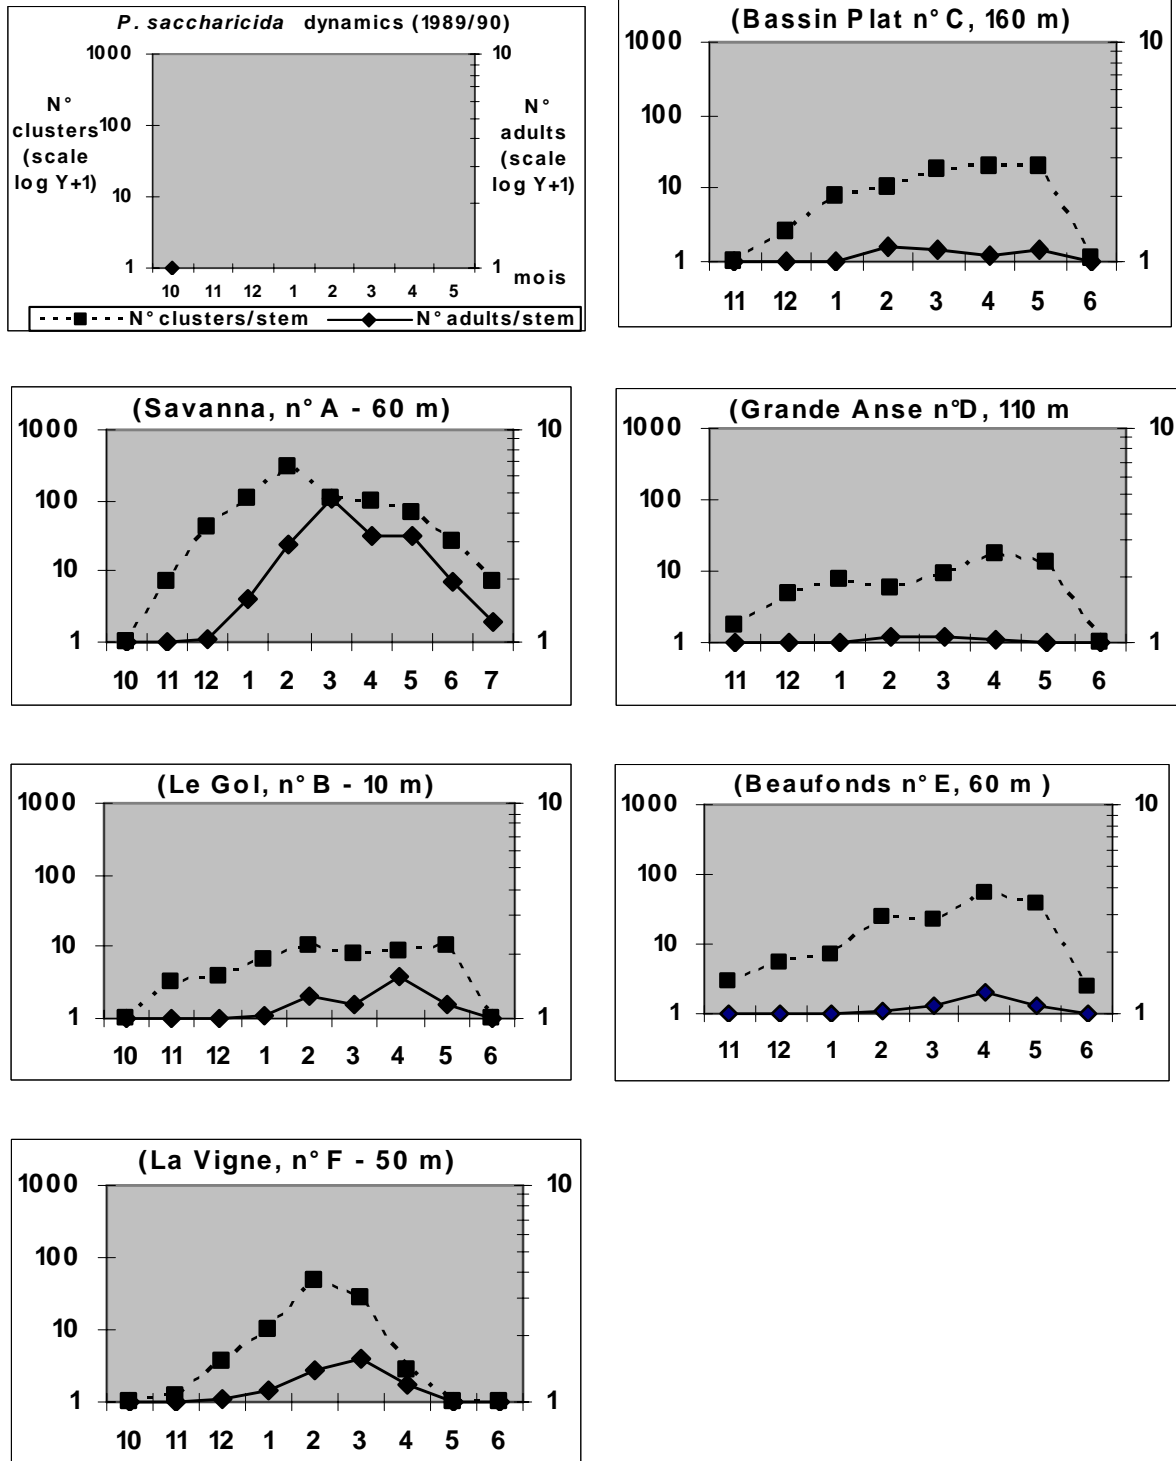 P. saccharicida dynamics (1989/90)
1000
100
10
1
N°
clusters
(scale
log Y+1)
10
1
N°
adults
(scale
log Y+1)
10 11 12 1 2 3 4 5
mois
N° clusters/stem N° adults/stem
(Bassin Plat n° C, 160 m)
1000
100
10
1
10
1
11 12 1 2 3 4 5 6
(Savanna, n° A - 60 m)
1000
100
10
1
10
1
10 11 12 1 2 3 4 5 6 7
(Grande Anse n°D, 110 m
1000
100
10
1
10
1
11 12 1 2 3 4 5 6
(Le Gol, n° B - 10 m)
1000
100
10
1
10
1
10 11 12 1 2 3 4 5 6
(Beaufonds n° E, 60 m )
1000
100
10
1
10
1
11 12 1 2 3 4 5 6
(La Vigne, n° F - 50 m)
1000
100
10
1
10
1
10 11 12 1 2 3 4 5 6